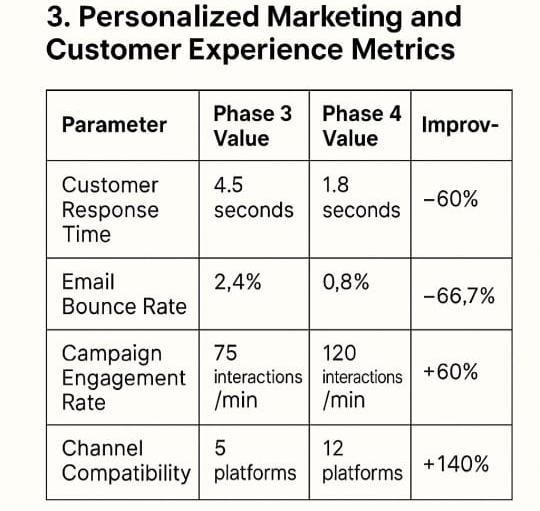 3. Personalized Marketing and
Customer Experience Metrics
Parameter
Phase 3
Value
Phase 4
Value
Improv-
Customer
Response
Time
4.5
seconds
1.8
seconds
–60%
Email
Bounce Rate
2,4%
0,8%
–66,7%
Campaign
Engagement
Rate
75
interactions
/min
120
interactions
/min
+60%
Channel
Compatibility
5
platforms
12
platforms
+140%